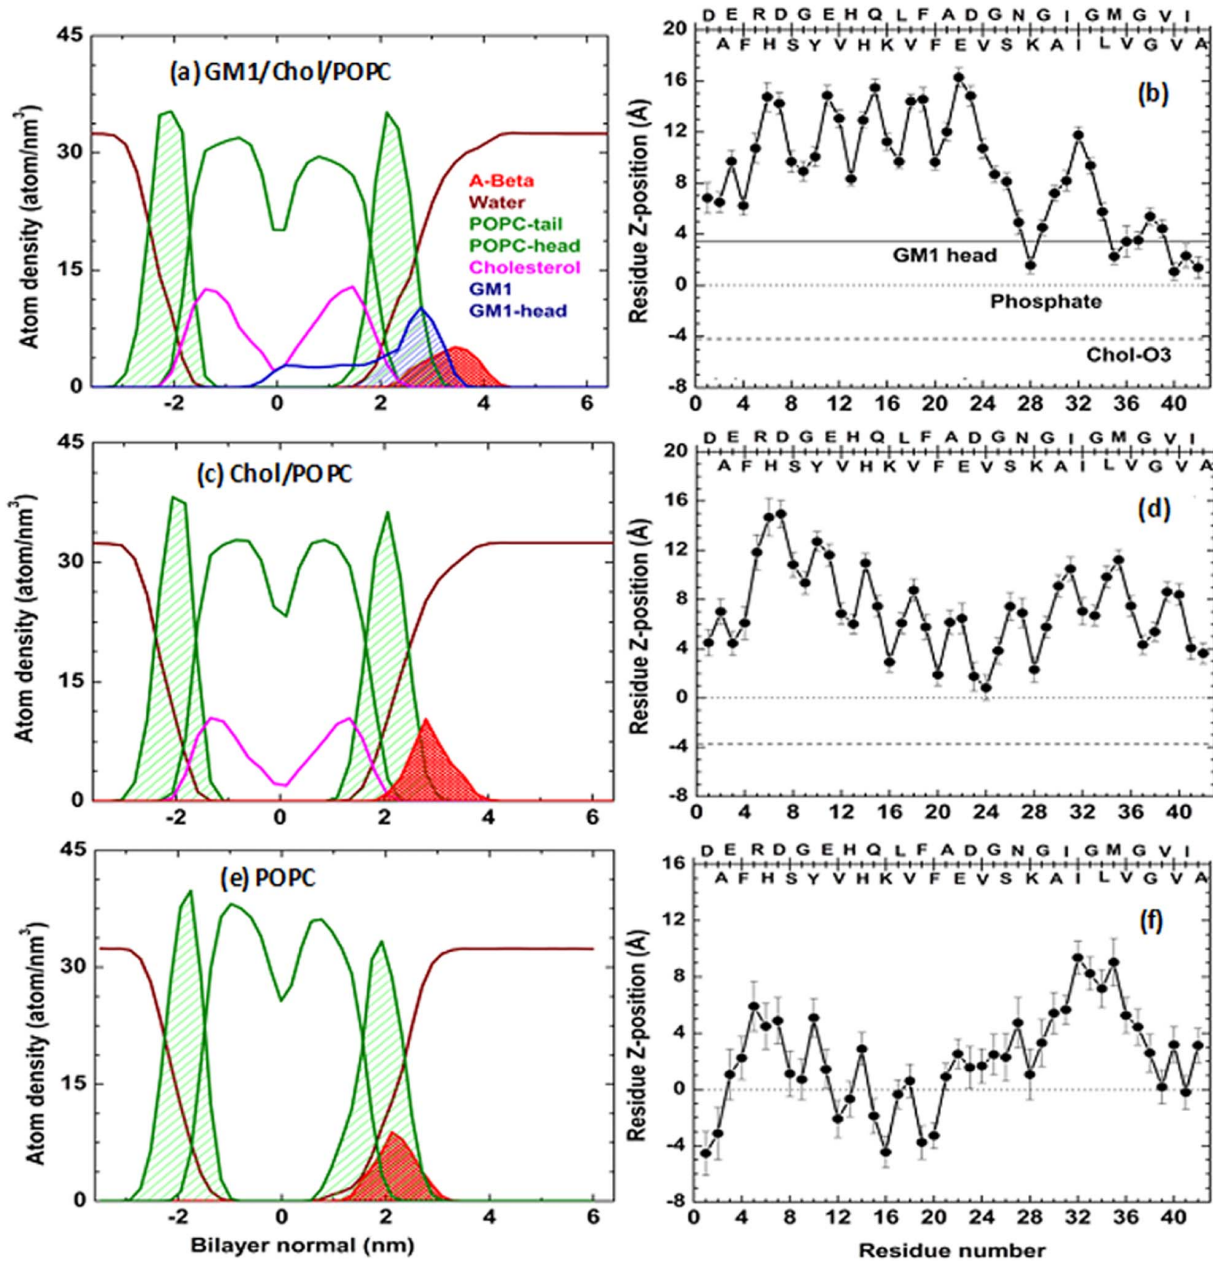 (a) GM1/Chol/POPC
Atom density (atom/nm³)
45
30
15
0
-2 0 2 4 6
A-Beta
Water
POPC-tail
POPC-head
Cholesterol
GM1
GM1-head
D E R D G E H Q L F A D G N G I G M G V I
A F H S Y V H K V F E V S K A I L V G V A
(b)
Residue Z-position (Å)
20
16
12
8
4
0
-4
-8
GM1 head
Phosphate
Chol-O3
0 4 8 12 16 20 24 28 32 36 40
(c) Chol/POPC
Atom density (atom/nm³)
45
30
15
0
-2 0 2 4 6
D E R D G E H Q L F A D G N G I G M G V I
A F H S Y V H K V F E V S K A I L V G V A
(d)
Residue Z-position (Å)
20
16
12
8
4
0
-4
-8
0 4 8 12 16 20 24 28 32 36 40
(e) POPC
Atom density (atom/nm³)
45
30
15
0
-2 0 2 4 6
Bilayer normal (nm)
D E R D G E H Q L F A D G N G I G M G V I
A F H S Y V H K V F E V S K A I L V G V A
(f)
Residue Z-position (Å)
16
12
8
4
0
-4
-8
0 4 8 12 16 20 24 28 32 36 40
Residue number